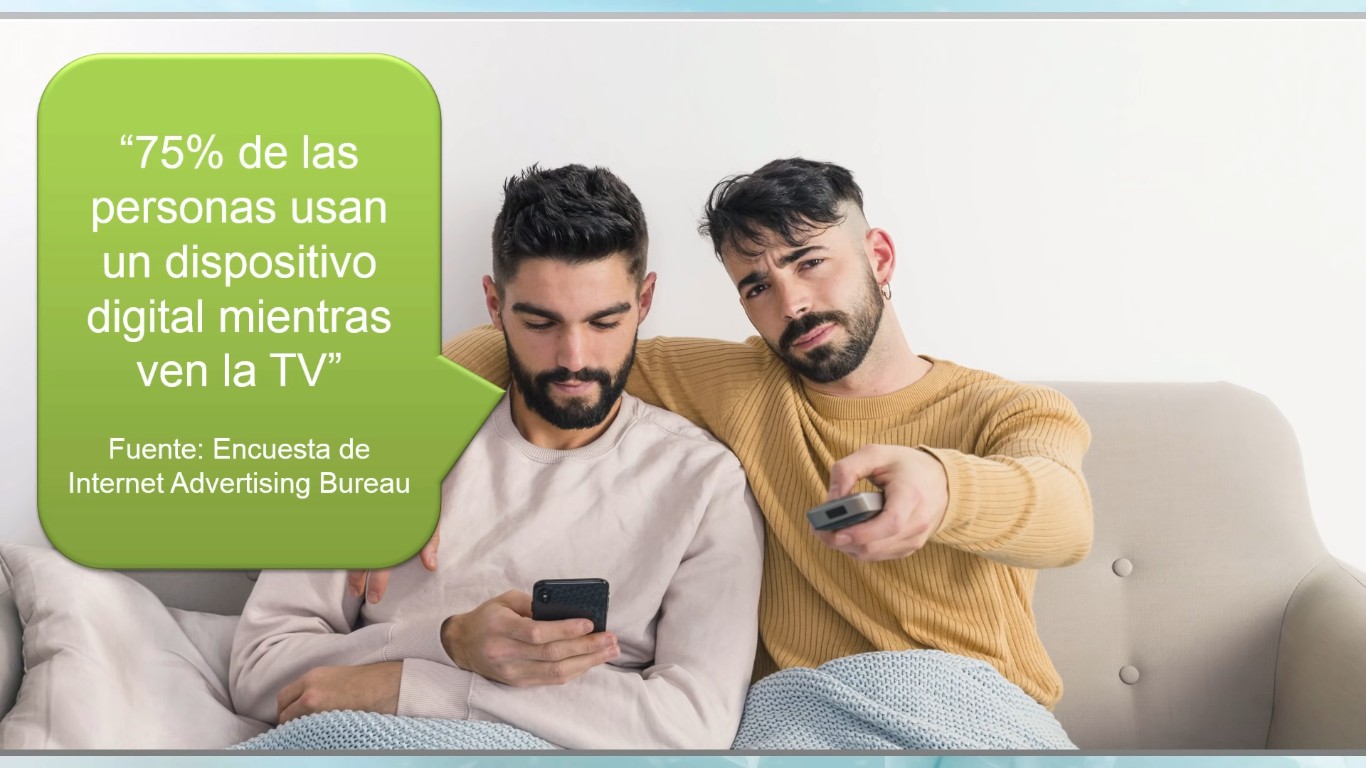 “75% de las
personas usan
un dispositivo
digital mientras
ven la TV”
Fuente: Encuesta de
Internet Advertising Bureau